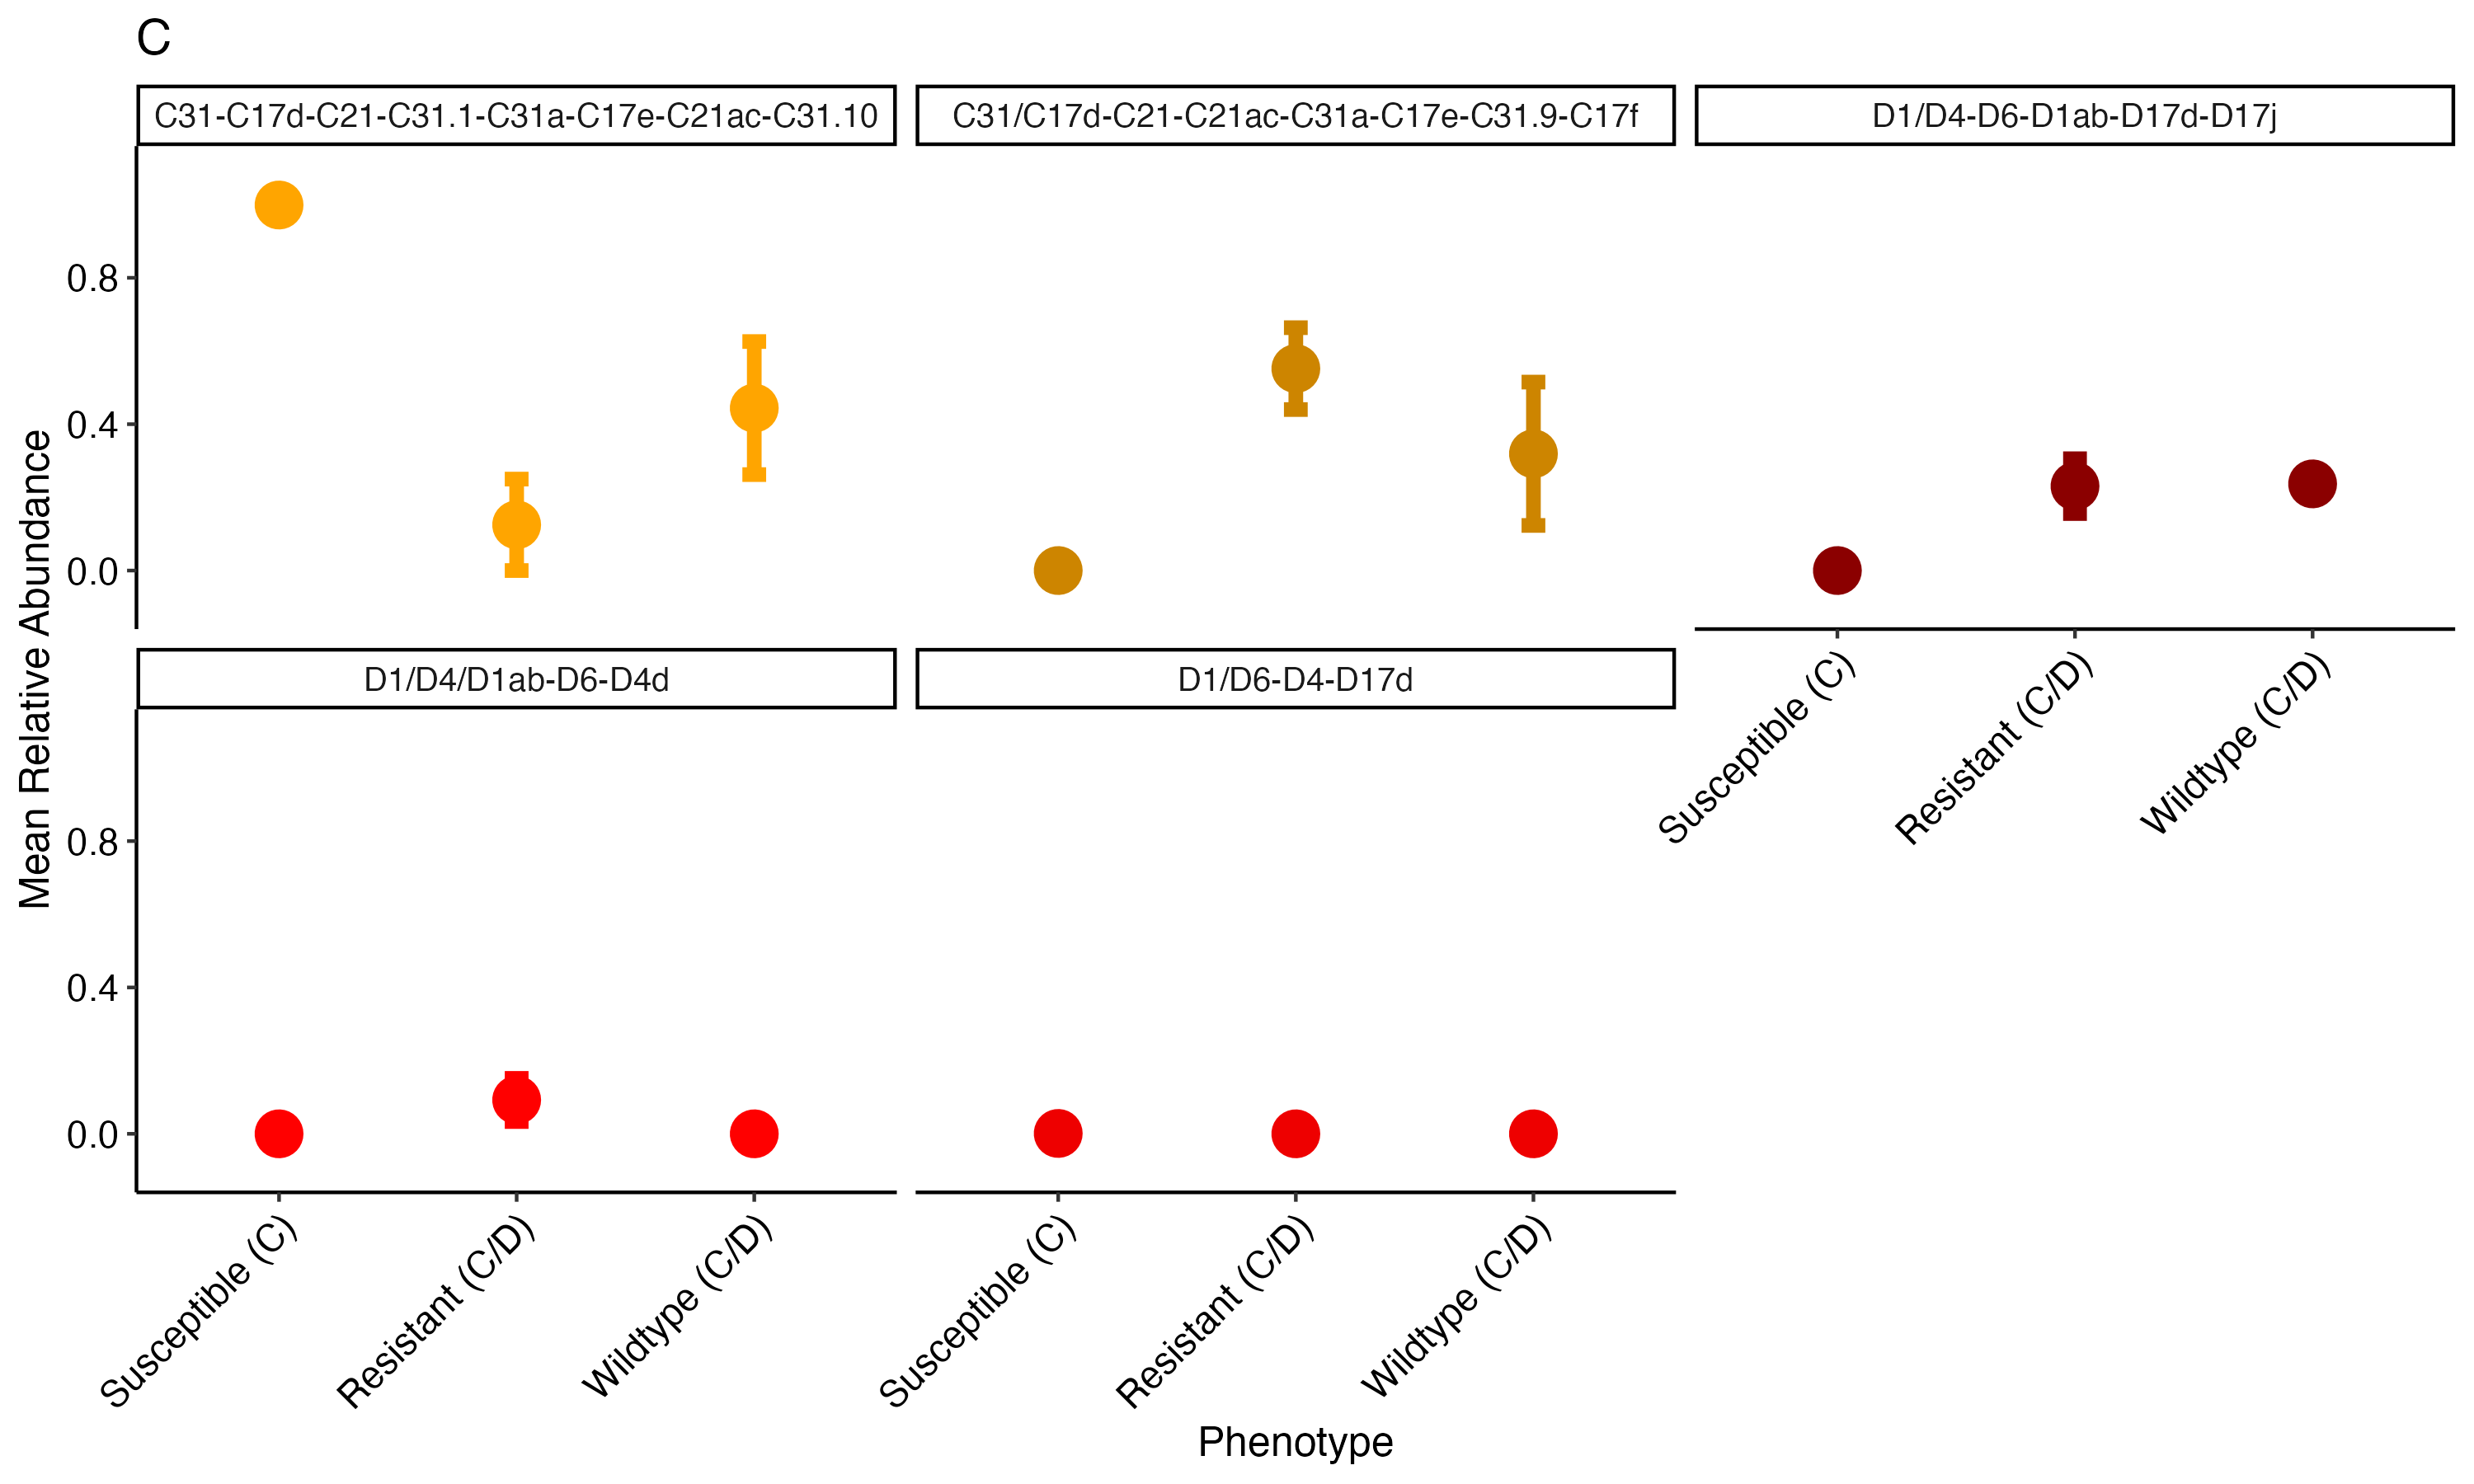 C
C31-C17d-C21-C31.1-C31a-C17e-C21ac-C31.10
C31/C17d-C21-C21ac-C31a-C17e-C31.9-C17f
D1/D4-D6-D1ab-D17d-D17j
0.8
0.4
0.0
Susceptible (C)
Resistant (C/D)
Wildtype (C/D)
D1/D4/D1ab-D6-D4d
D1/D6-D4-D17d
0.8
0.4
0.0
Susceptible (C)
Resistant (C/D)
Wildtype (C/D)
Susceptible (C)
Resistant (C/D)
Wildtype (C/D)
Mean Relative Abundance
Phenotype